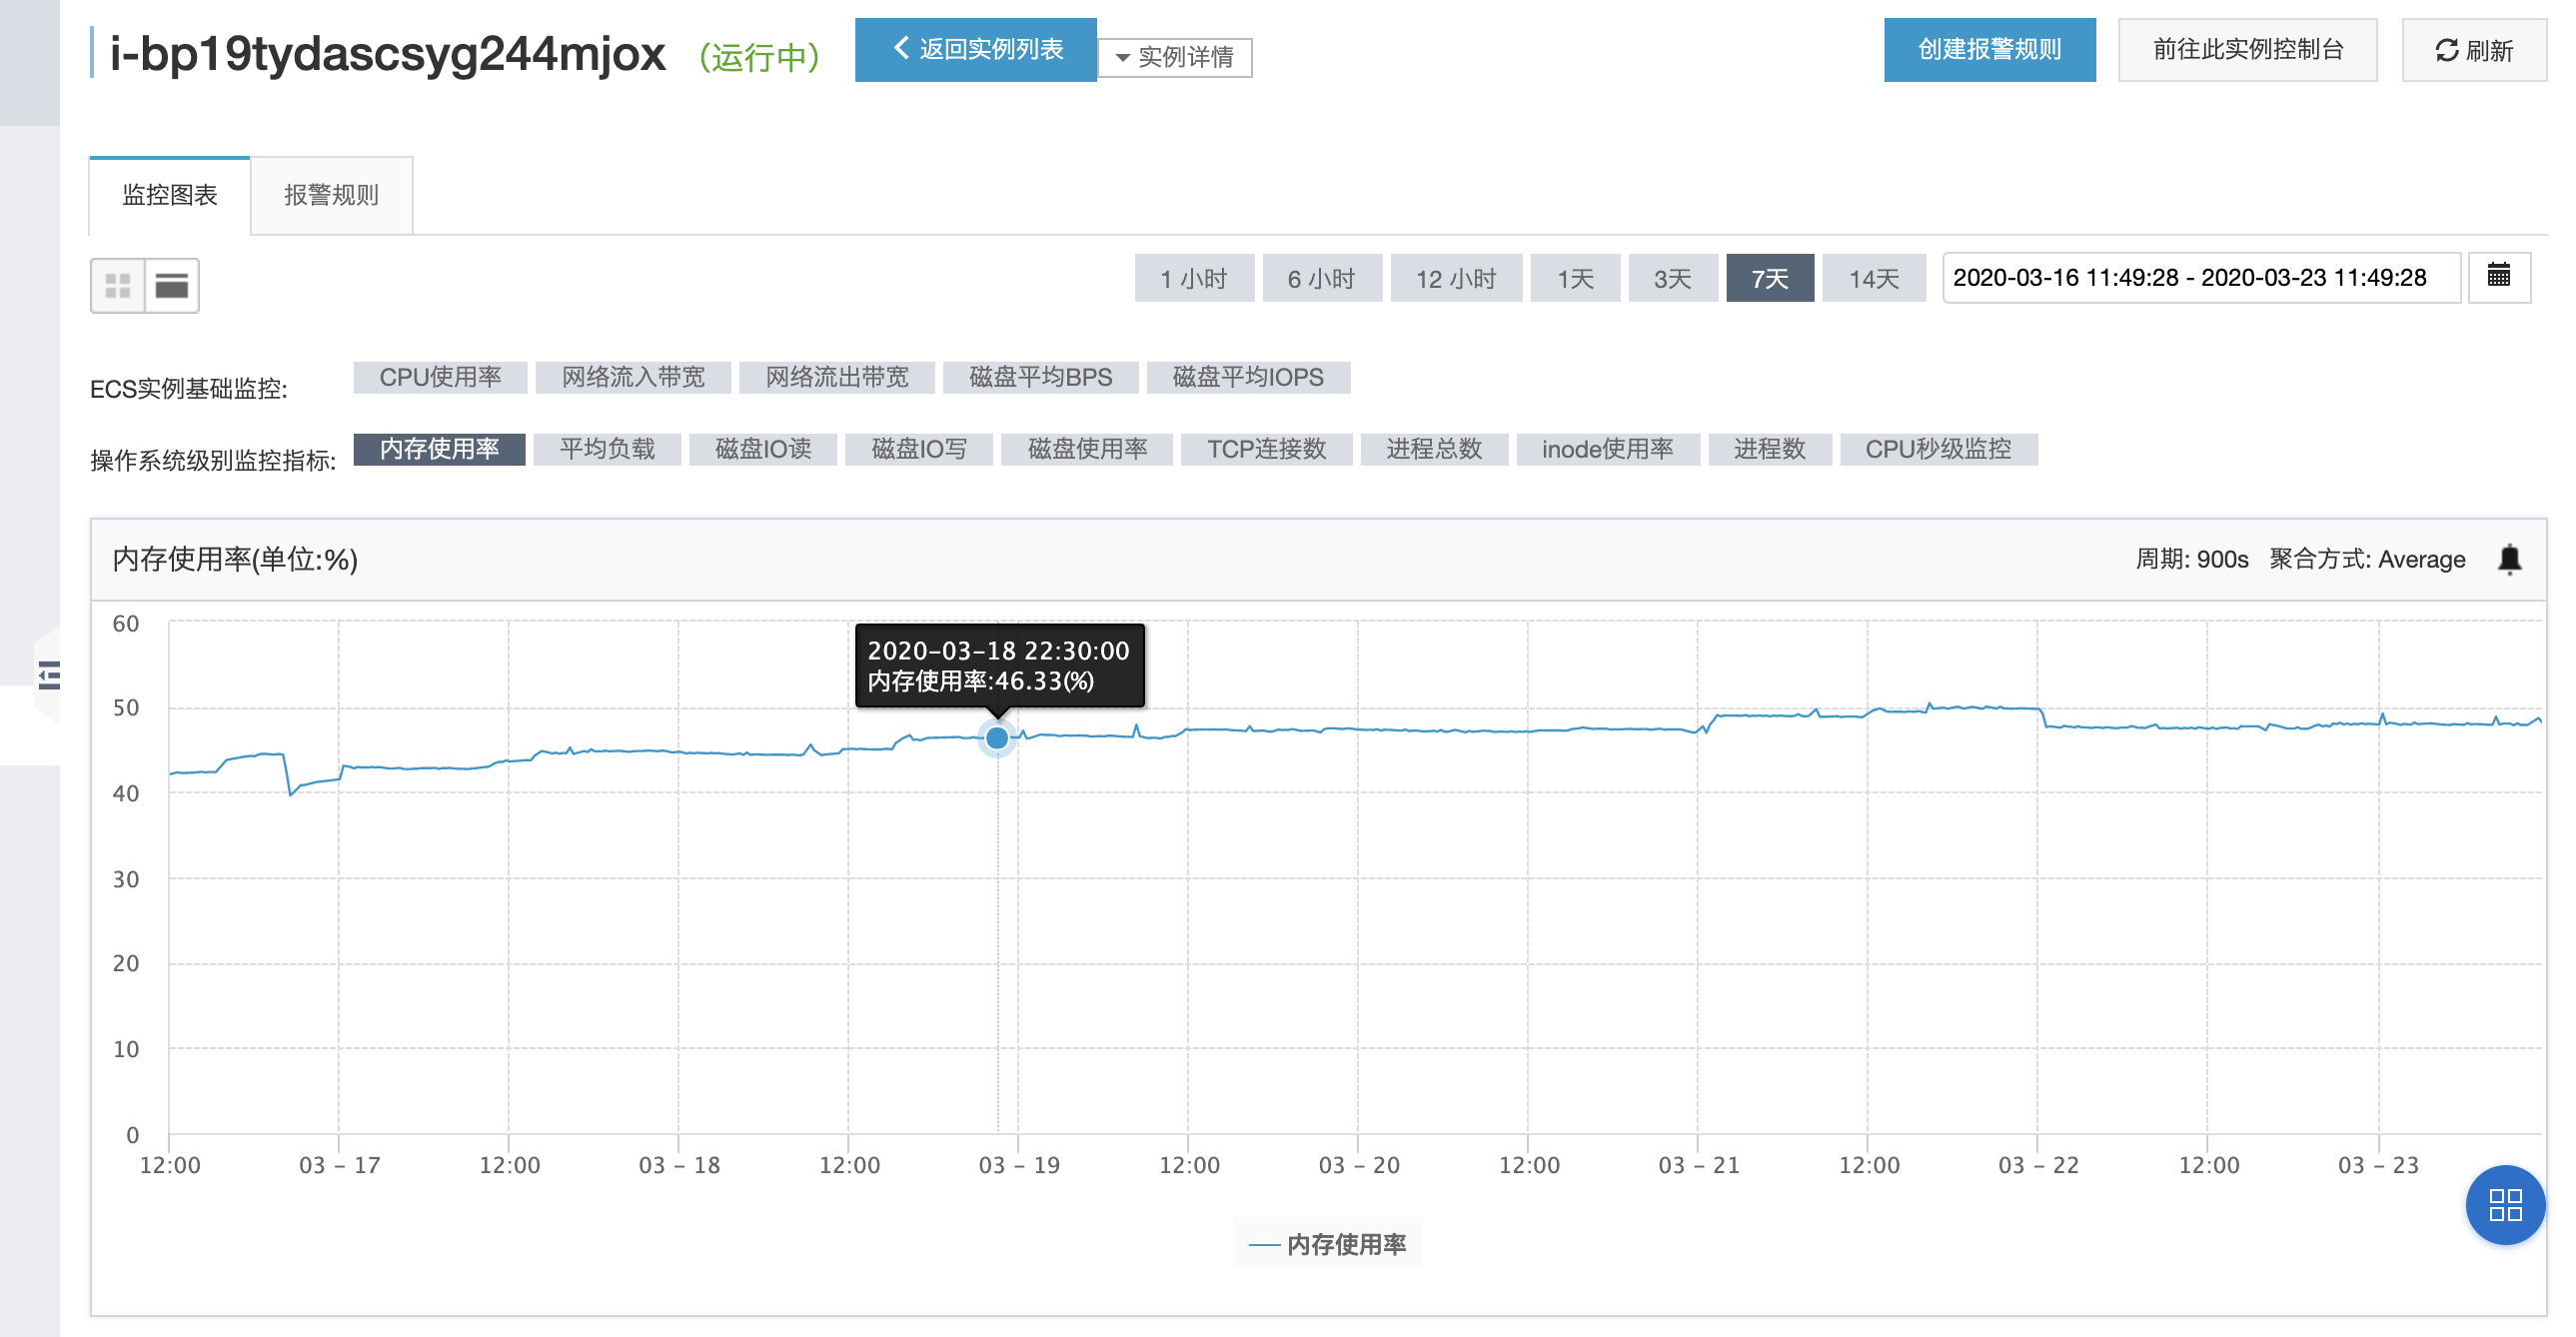 i-bp19tydascsyg244mjox （运行中） 返回实例列表 实例详情 创建报警规则 前往此实例控制台 刷新
监控图表 报警规则
1 小时 6 小时 12 小时 1天 3天 7天 14天 2020-03-16 11:49:28 - 2020-03-23 11:49:28
ECS实例基础监控: CPU使用率 网络流入带宽 网络流出带宽 磁盘平均BPS 磁盘平均IOPS
操作系统级别监控指标: 内存使用率 平均负载 磁盘IO读 磁盘IO写 磁盘使用率 TCP连接数 进程总数 inode使用率 进程数 CPU秒级监控
内存使用率(单位:%) 周期: 900s 聚合方式: Average
60
2020-03-18 22:30:00
内存使用率:46.33(%)
50
40
30
20
10
0
12:00 03 - 17 12:00 03 - 18 12:00 03 - 19 12:00 03 - 20 12:00 03 - 21 12:00 03 - 22 12:00 03 - 23
内存使用率